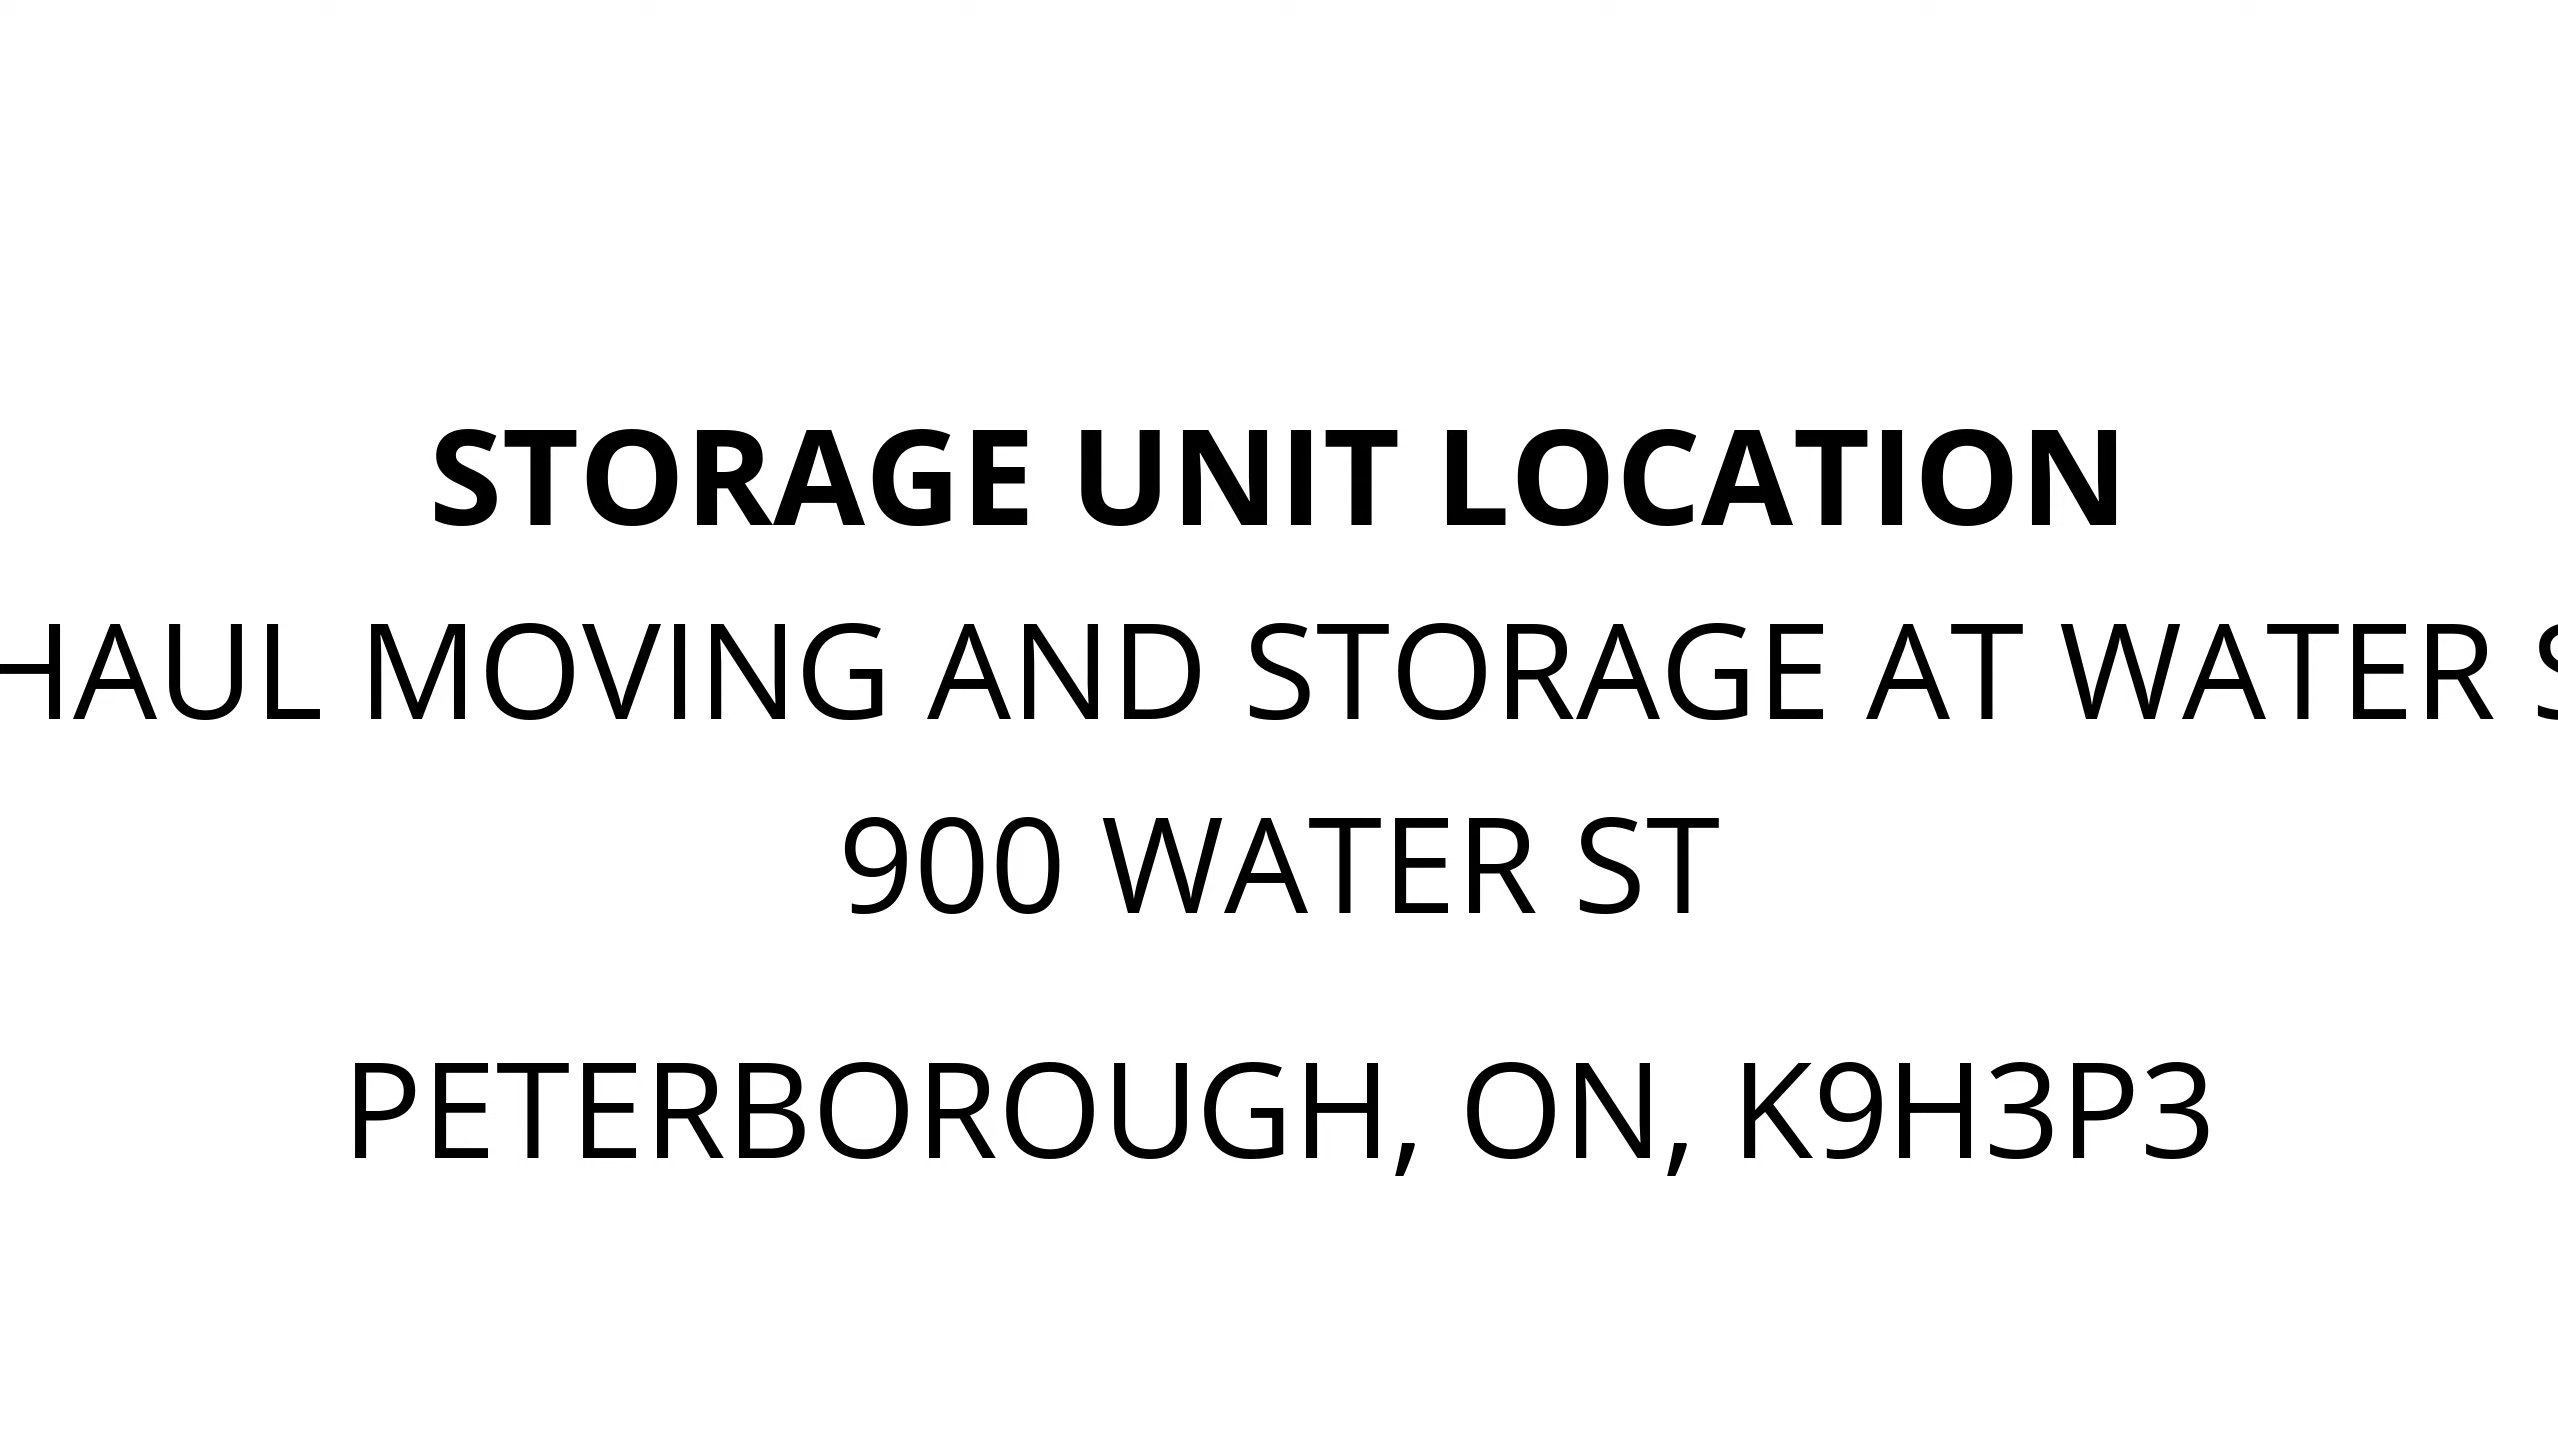 STORAGE UNIT LOCATION
HAUL MOVING AND STORAGE AT WATER
900 WATER ST
PETERBOROUGH, ON, K9H3P3